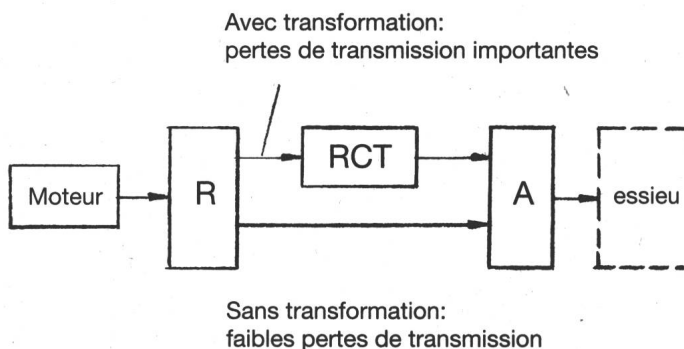 Avec transformation:
pertes de transmission importantes
RCT
Moteur
R
A
essieu
Sans transformation:
faibles pertes de transmission